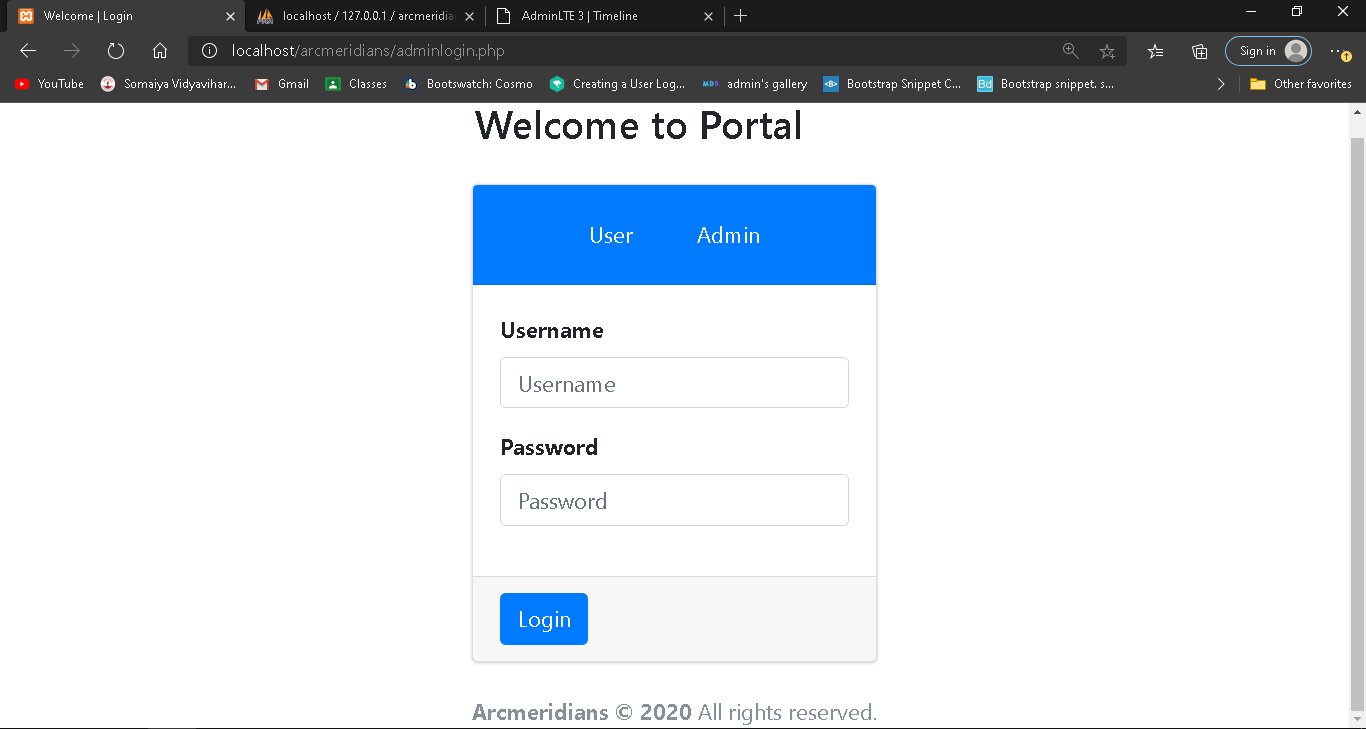 Welcome | Login
localhost / 127.0.0.1 / arcmeridia
AdminLTE 3 | Timeline
localhost/arcmeridians/adminlogin.php
Sign in
YouTube
Somaiya Vidyavihar...
Gmail
Classes
Bootswatch: Cosmo
Creating a User Log...
MDB admin's gallery
<B> Bootstrap Snippet C...
Bd Bootstrap snippet. s...
Other favorites
Welcome to Portal
User Admin
Username
Username
Password
Password
Login
Arcmeridians © 2020 All rights reserved.